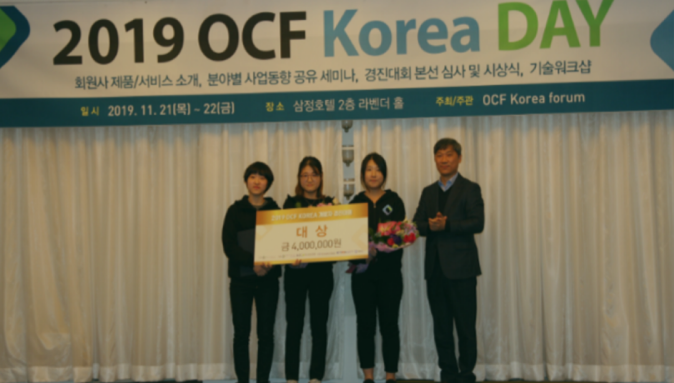 2019 OCF Korea DAY
회원사 제품/서비스 소개, 분야별 사업동향 공유 세미나, 경진대회 본선 심사 및 시상식, 기술워크샵
일시 2019. 11. 21(목) ~ 22(금) 장소 삼정호텔 2층 라벤더 홀 주최/주관 OCF Korea forum
OCF KOREA
대 상
금 4,000,000원